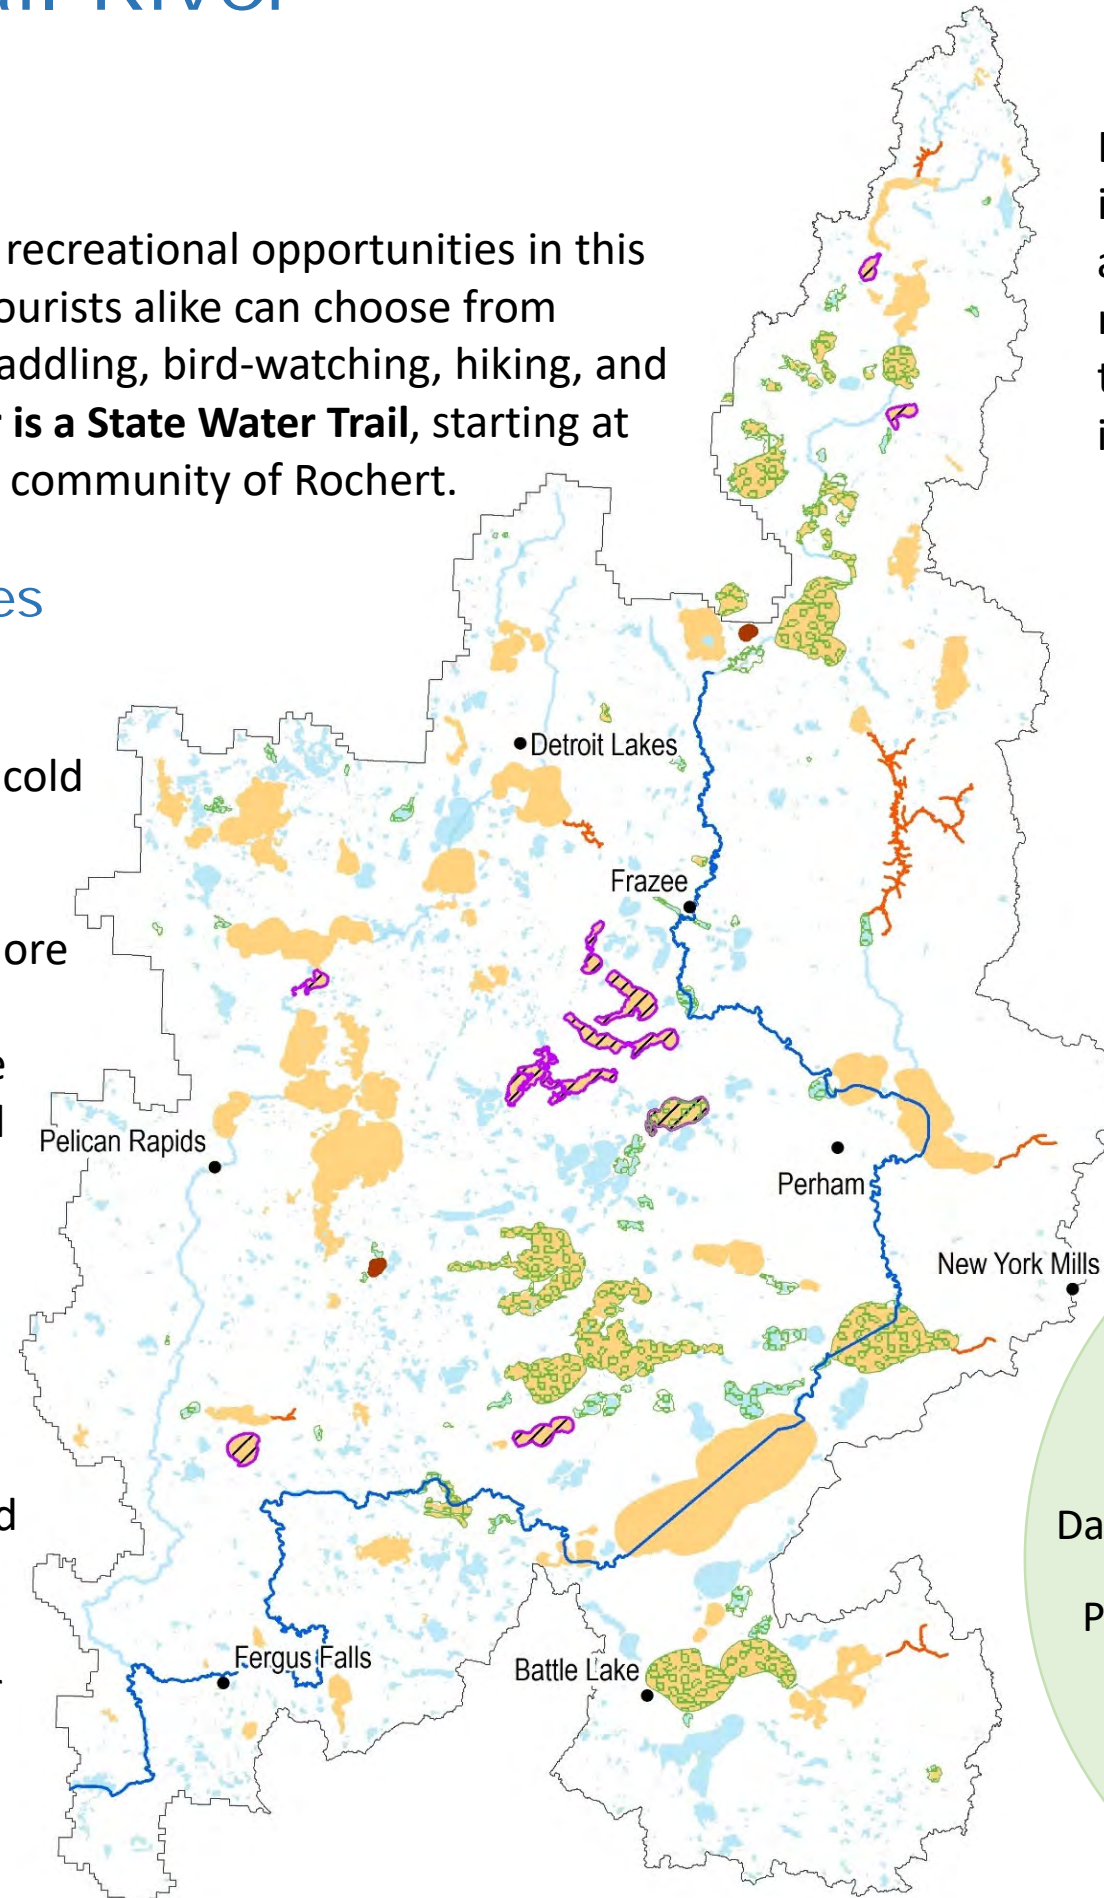 River
recreational opportunities in this
ourists alike can choose from
addling, bird-watching, hiking, and
is a State Water Trail, starting at
community of Rochert.
es
cold
ore
Detroit Lakes
Frazee
Pelican Rapids
Perham
New York Mills
Fergus Falls
Battle Lake
Da
P